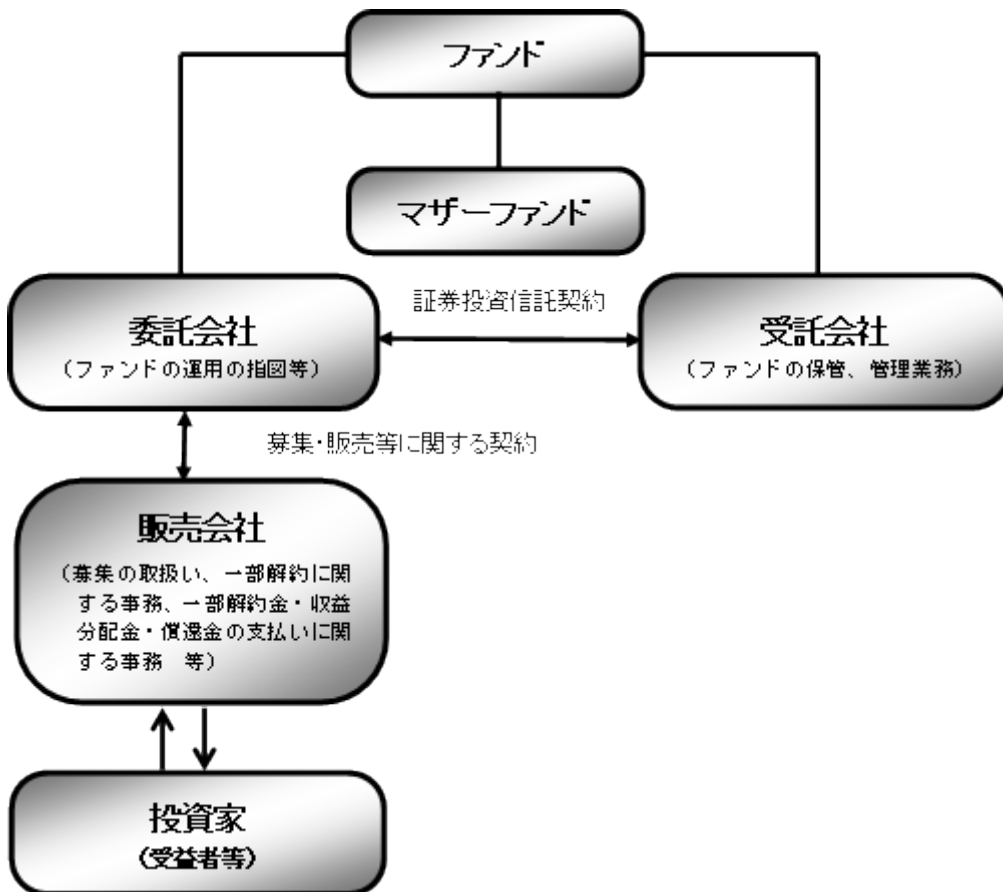 ファンド
マザーファンド
証券投資信託契約
委託会社
（ファンドの運用の指図等）
受託会社
（ファンドの保管、管理業務）
募集・販売等に関する契約
販売会社
（募集の取扱い、一部解約に関
する事務、一部解約金・収益
分配金・償還金の支払いに関
する事務　等）
投資家
（受益者等）